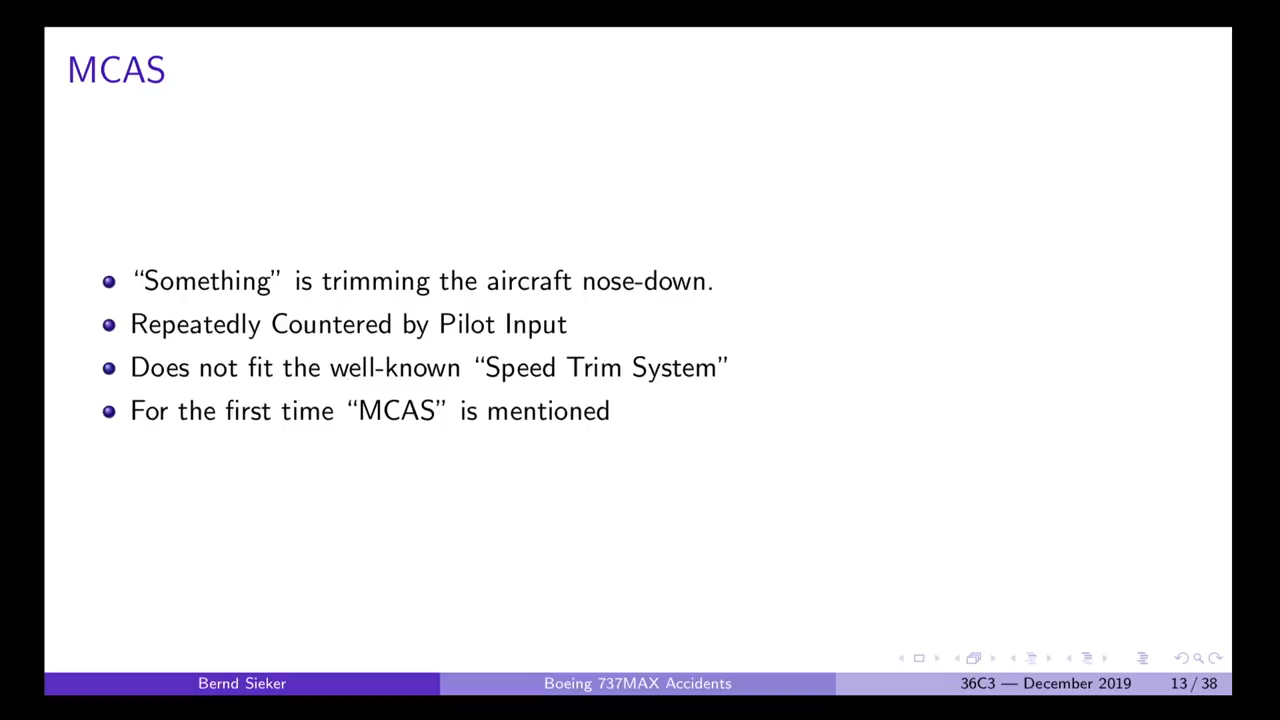 MCAS
“Something” is trimming the aircraft nose-down.
Repeatedly Countered by Pilot Input
Does not fit the well-known “Speed Trim System”
For the first time “MCAS” is mentioned
Bernd Sieker
Boeing 737MAX Accidents
36C3 — December 2019
13 / 38